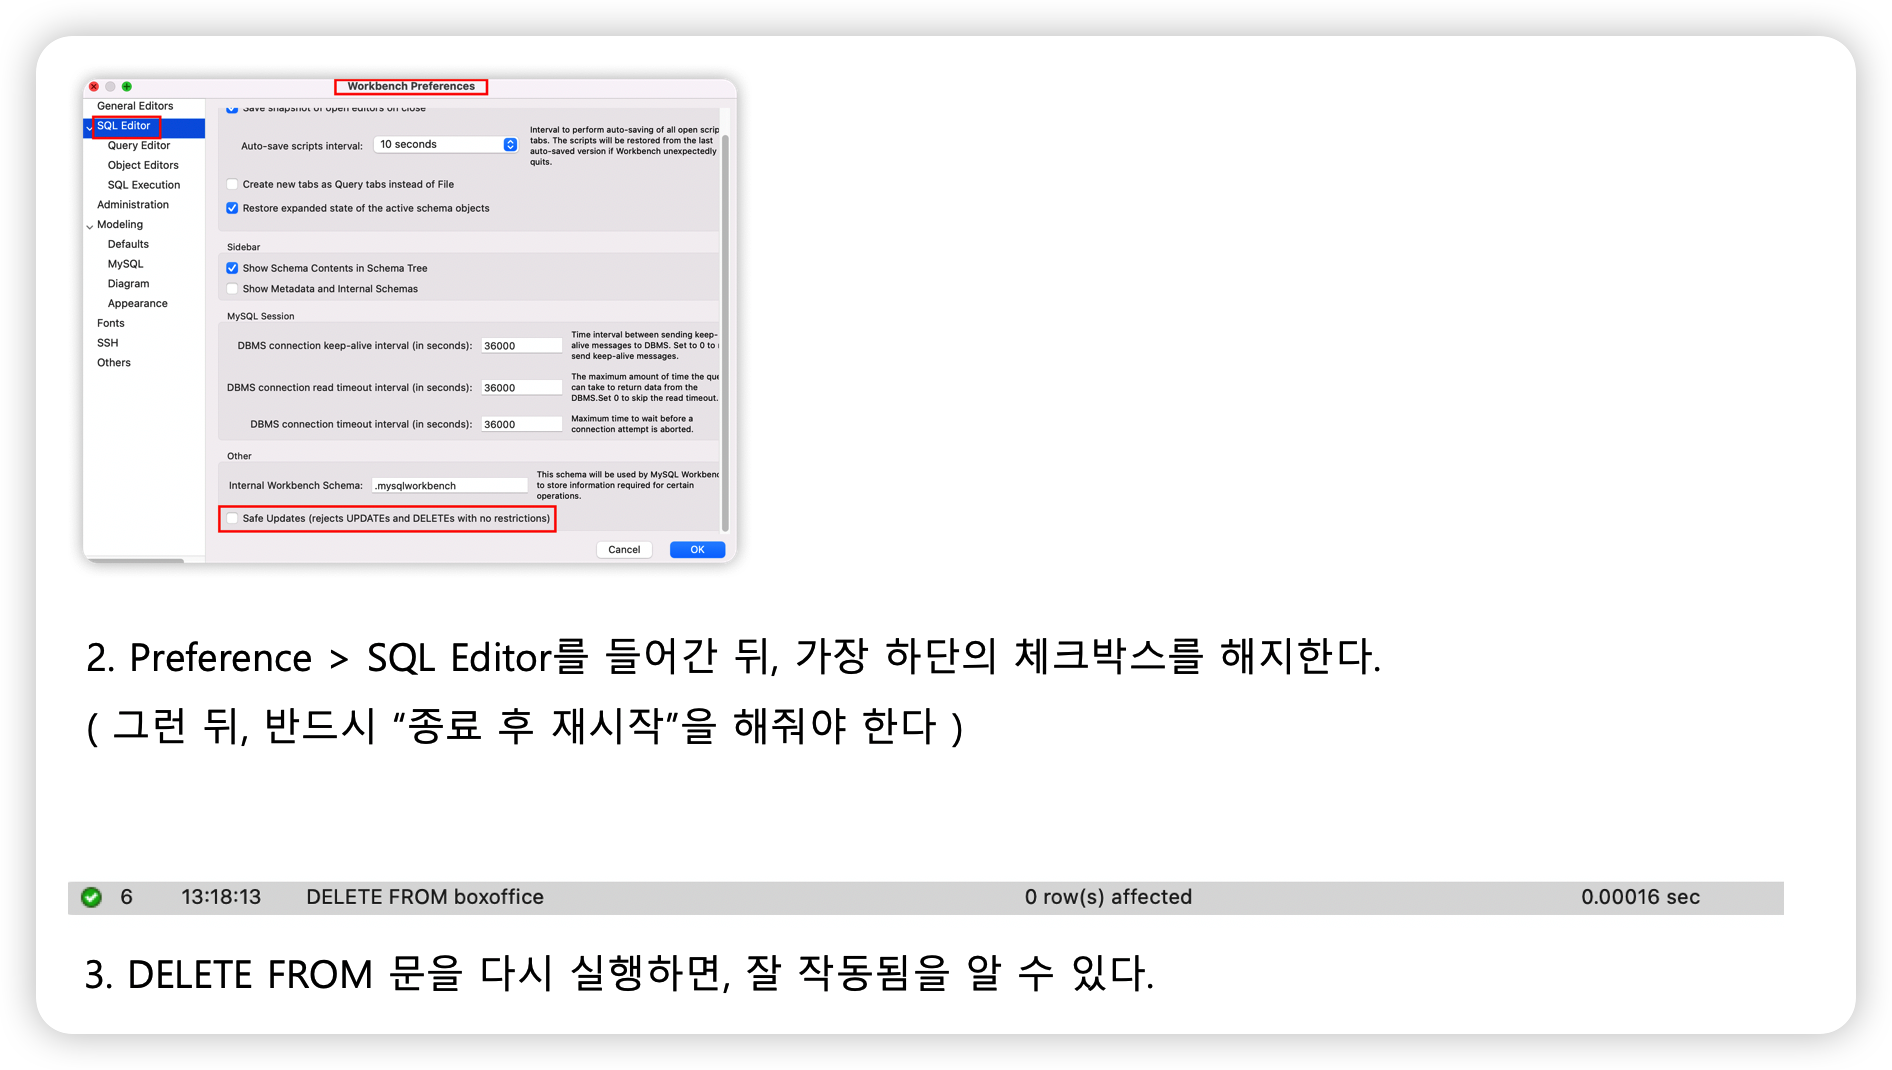 Workbench Preferences
General Editors
SQL Editor
Query Editor
Object Editors
SQL Execution
Administration
Modeling
Defaults
MySQL
Diagram
Appearance
Fonts
SSH
Others
Save snapshot of open editors on close
Auto-save scripts interval: 10 seconds
Interval to perform auto-saving of all open scrip
tabs. The scripts will be restored from the last
auto-saved version if Workbench unexpectedly
quits.
Create new tabs as Query tabs instead of File
Restore expanded state of the active schema objects
Sidebar
Show Schema Contents in Schema Tree
Show Metadata and Internal Schemas
MySQL Session
DBMS connection keep-alive interval (in seconds): 36000
Time interval between sending keep-
alive messages to DBMS. Set to 0 to
send keep-alive messages.
DBMS connection read timeout interval (in seconds): 36000
The maximum amount of time the que
can take to return data from the
DBMS.Set 0 to skip the read timeout.
DBMS connection timeout interval (in seconds): 36000
Maximum time to wait before a
connection attempt is aborted.
Other
Internal Workbench Schema: .mysqlworkbench
This schema will be used by MySQL Workbenc
to store information required for certain
operations.
Safe Updates (rejects UPDATEs and DELETEs with no restrictions)
Cancel OK
2. Preference > SQL Editor를 들어간 뒤, 가장 하단의 체크박스를 해지한다.
( 그런 뒤, 반드시 “종료 후 재시작”을 해줘야 한다 )
6 13:18:13 DELETE FROM boxoffice 0 row(s) affected 0.00016 sec
3. DELETE FROM 문을 다시 실행하면, 잘 작동됨을 알 수 있다.